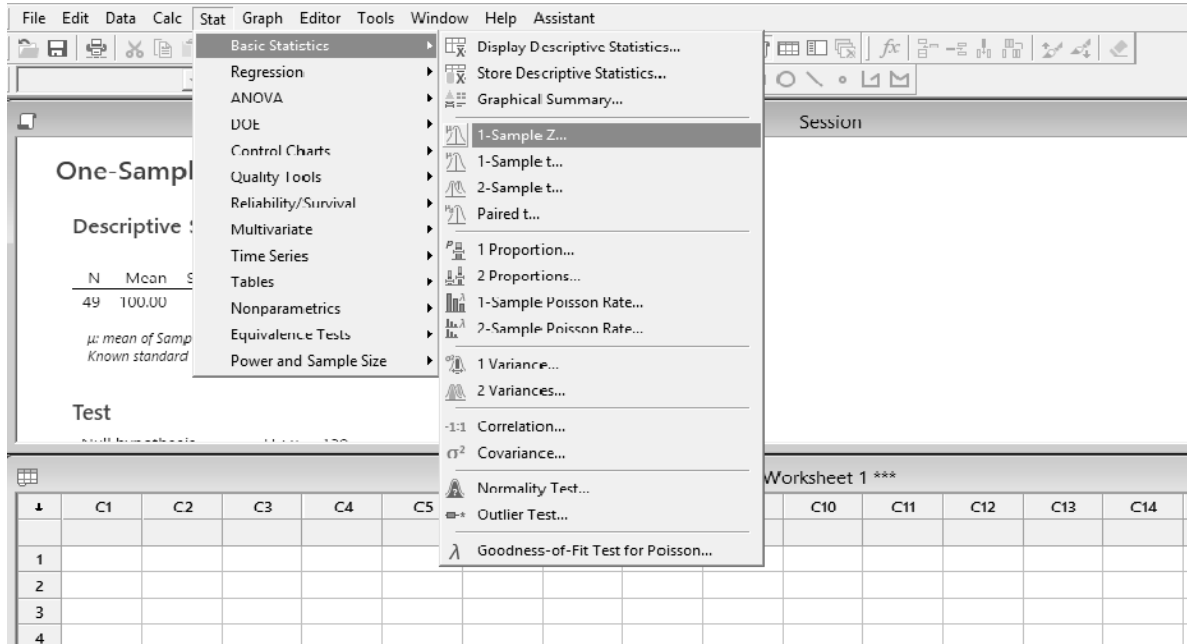 File Edit Data Calc Stat Graph Editor Tools Window Help Assistant
Basic Statistics
Regression
ANOVA
DOE
Control Charts
Quality Tools
Reliability/Survival
Multivariate
Time Series
Tables
Nonparametrics
Equivalence Tests
Power and Sample Size
Display Descriptive Statistics...
Store Descriptive Statistics...
Graphical Summary...
1-Sample Z...
1-Sample t...
2-Sample t...
Paired t...
1 Proportion...
2 Proportions...
1-Sample Poisson Rate...
2-Sample Poisson Rate...
1 Variance...
2 Variances...
Correlation...
Covariance...
Normality Test...
Outlier Test...
Goodness-of-Fit Test for Poisson...
Session
One-Sampl
Descriptive
N Mean
49 100.00
μ: mean of Samp
Known standard
Test
Worksheet 1 ***
C1 C2 C3 C4 C5 C10 C11 C12 C13 C14
1
2
3
4